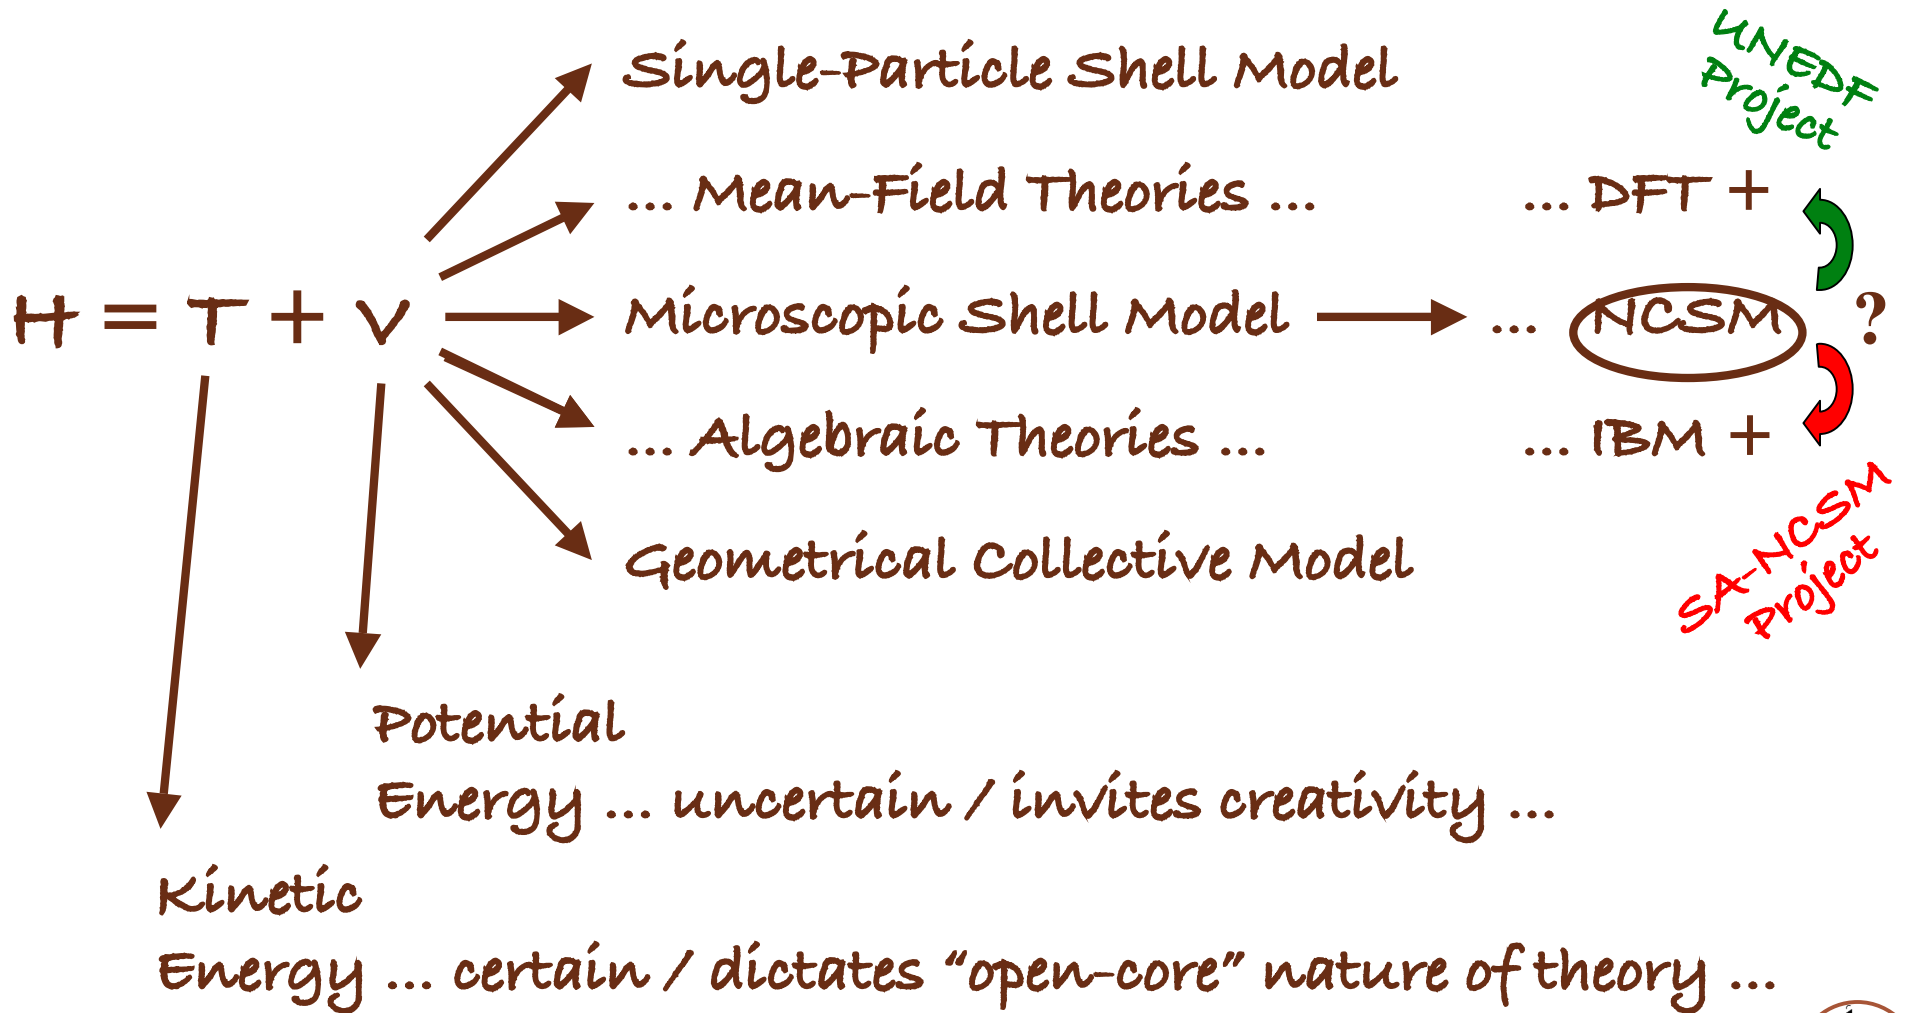 UNEDF
Project
Single-Particle Shell Model
... Mean-Field Theories ... ... DFT +
H = T + V Microscopic Shell Model ... NCSM ?
... Algebraic Theories ... ... IBM +
SA-NCSM
Project
Geometrical Collective Model
Potential
Energy ... uncertain / invites creativity ...
Kinetic
Energy ... certain / dictates “open-core” nature of theory ...